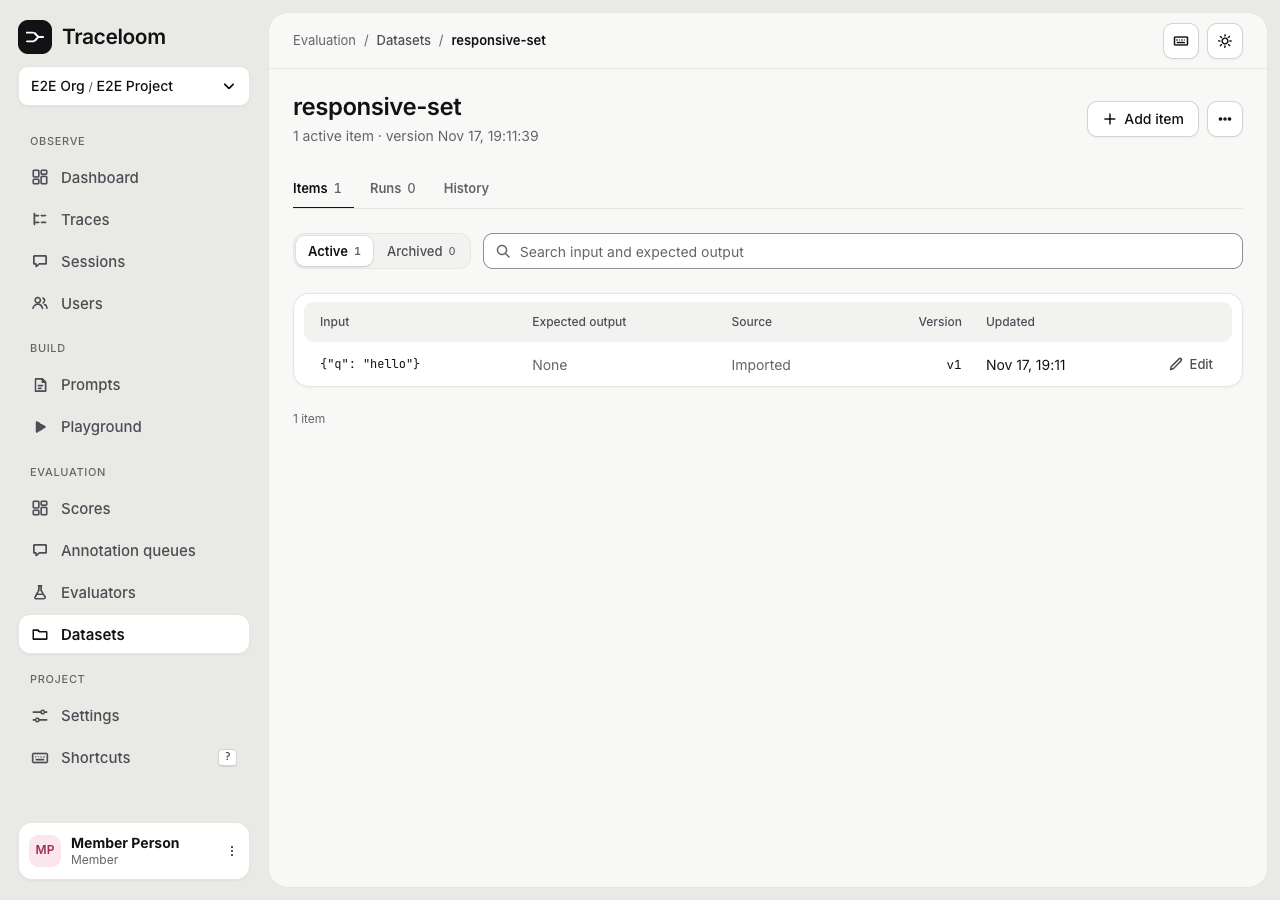 Traceloom
E2E Org / E2E Project
OBSERVE
Dashboard
Traces
Sessions
Users
BUILD
Prompts
Playground
EVALUATION
Scores
Annotation queues
Evaluators
Datasets
PROJECT
Settings
Shortcuts ?
MP
Member Person
Member
Evaluation / Datasets / responsive-set
responsive-set
1 active item · version Nov 17, 19:11:39
Add item
Items 1 Runs 0 History
Active 1 Archived 0 Search input and expected output
Input Expected output Source Version Updated
{"q": "hello"} None Imported v1 Nov 17, 19:11 Edit
1 item